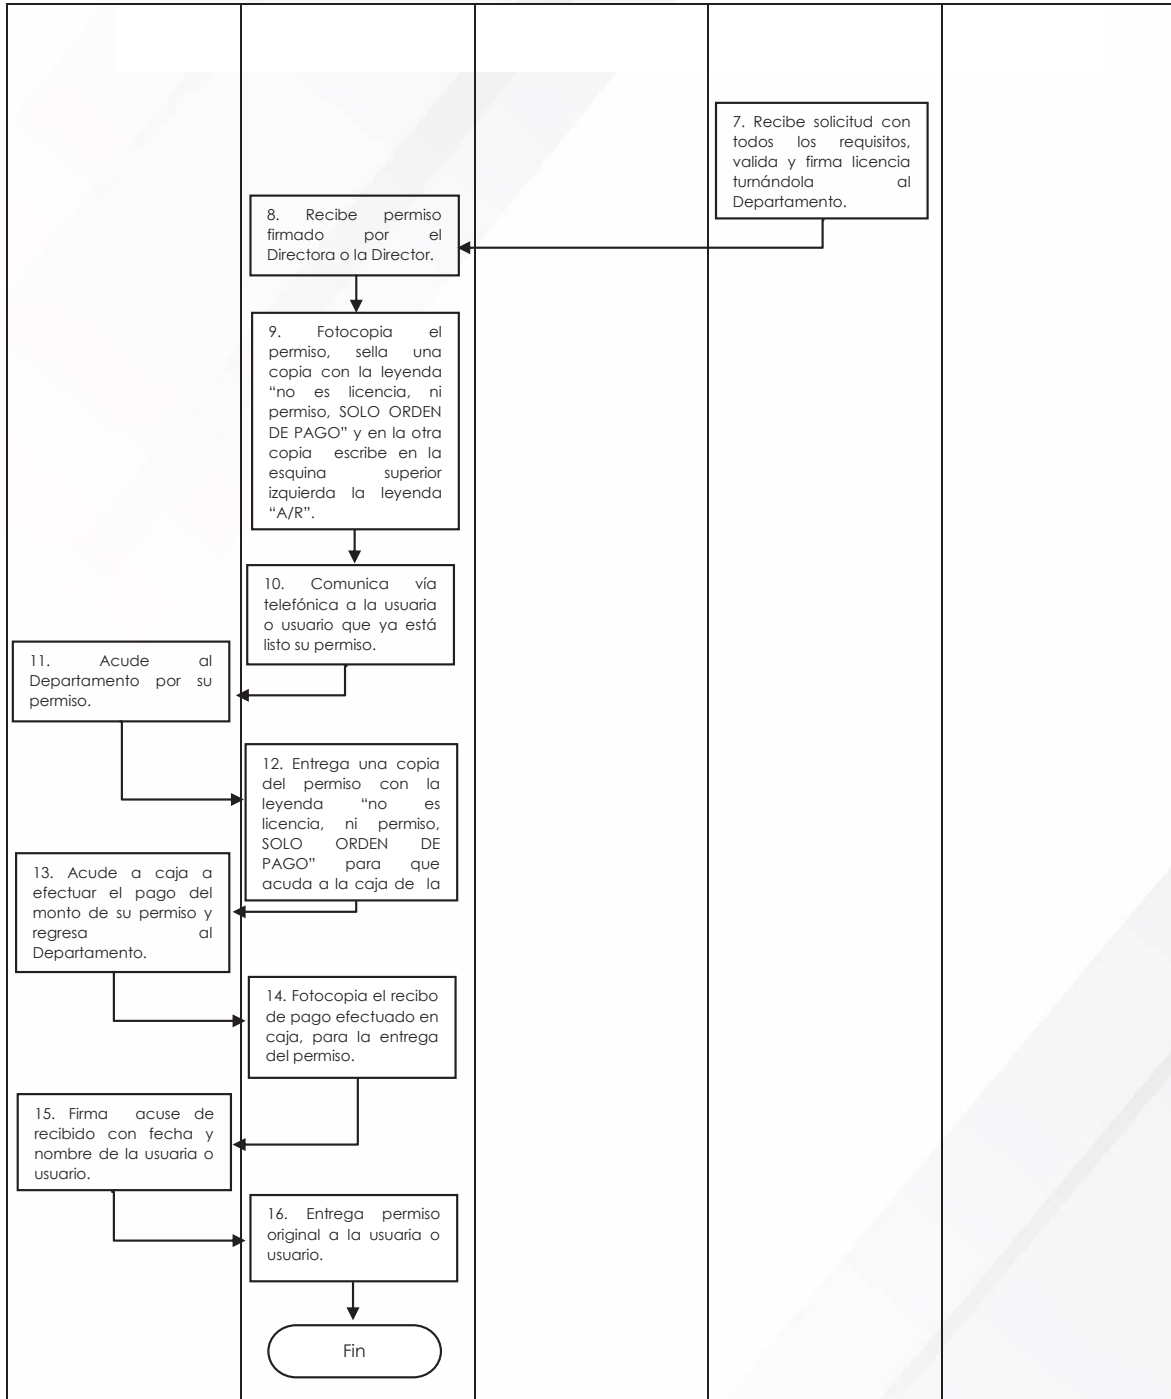 7. Recibe solicitud con
todos los requisitos,
valida y firma licencia
turnándola al
Departamento.
8. Recibe permiso
firmado por el
Directora o la Director.
9. Fotocopia el
permiso, sella una
copia con la leyenda
“no es licencia, ni
permiso, SOLO ORDEN
DE PAGO” y en la otra
copia escribe en la
esquina superior
izquierda la leyenda
“A/R”.
10. Comunica vía
telefónica a la usuaria
o usuario que ya está
listo su permiso.
11. Acude al
Departamento por su
permiso.
12. Entrega una copia
del permiso con la
leyenda “no es
licencia, ni permiso,
SOLO ORDEN DE
PAGO” para que
acuda a la caja de la
13. Acude a caja a
efectuar el pago del
monto de su permiso y
regresa al
Departamento.
14. Fotocopia el recibo
de pago efectuado en
caja, para la entrega
del permiso.
15. Firma acuse de
recibido con fecha y
nombre de la usuaria o
usuario.
16. Entrega permiso
original a la usuaria o
usuario.
Fin